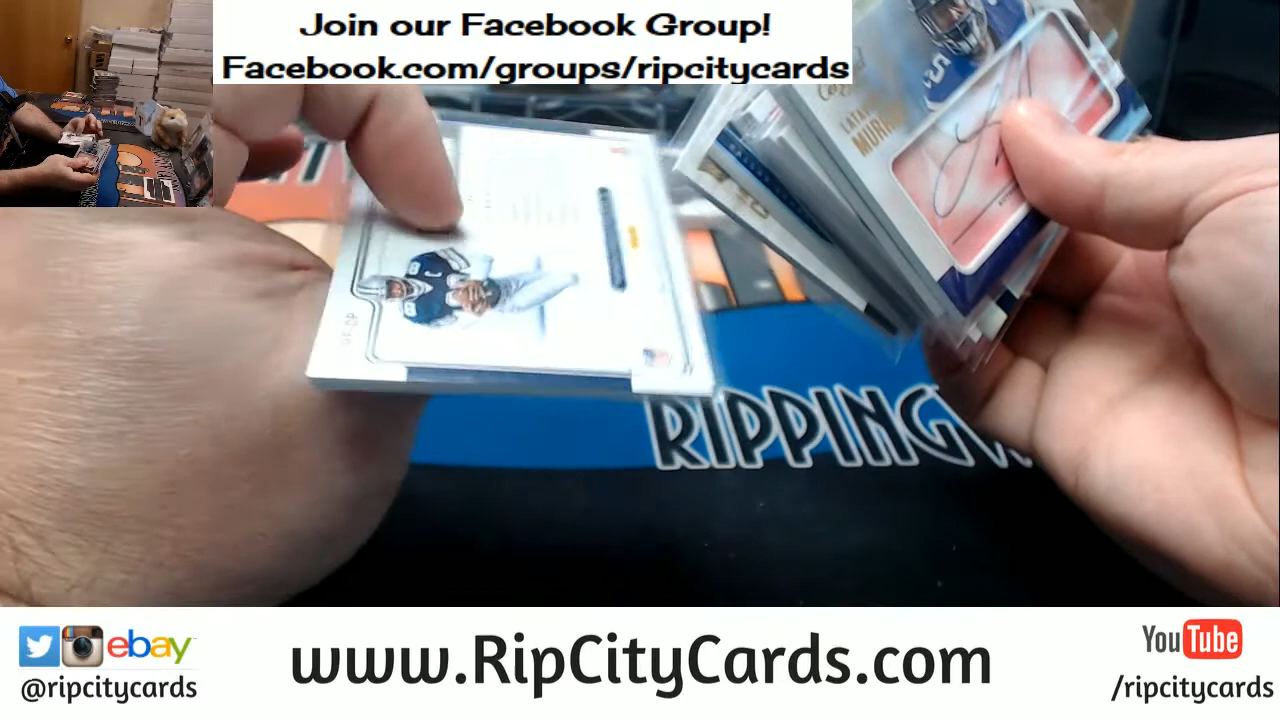 Join our Facebook Group!
Facebook.com/groups/ripcitycards
RIPPING
ebay
@ripcitycards
www.RipCityCards.com
YouTube
/ripcitycards